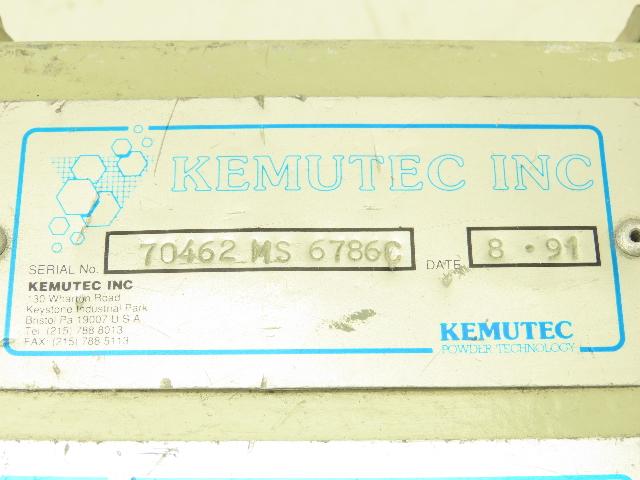 KEMUTEC INC
SERIAL No. 70462 MS 6786C DATE 8 · 91
KEMUTEC INC
130 Wharton Road
Keystone Industrial Park
Bristol Pa 19007 U S A
Tel (215) 788 8013
FAX (215) 788 5113
KEMUTEC
POWDER TECHNOLOGY